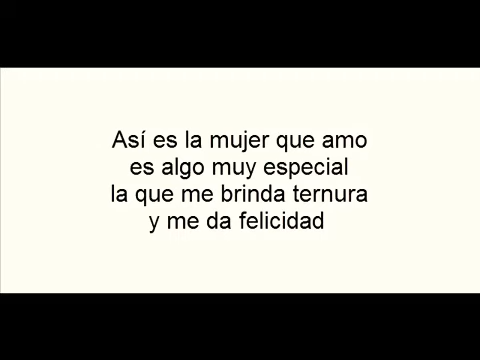 Así es la mujer que amo
es algo muy especial
la que me brinda ternura
y me da felicidad